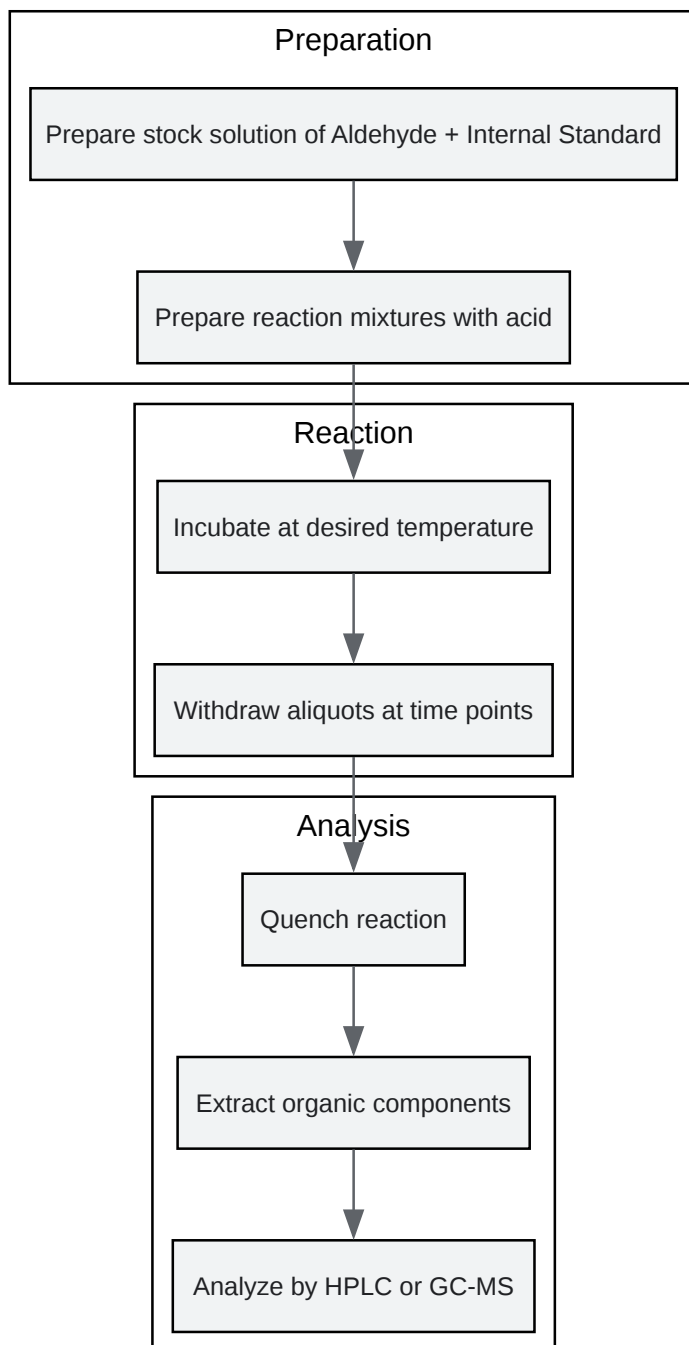 Preparation
Prepare stock solution of Aldehyde + Internal Standard
Prepare reaction mixtures with acid
Reaction
Incubate at desired temperature
Withdraw aliquots at time points
Analysis
Quench reaction
Extract organic components
Analyze by HPLC or GC-MS